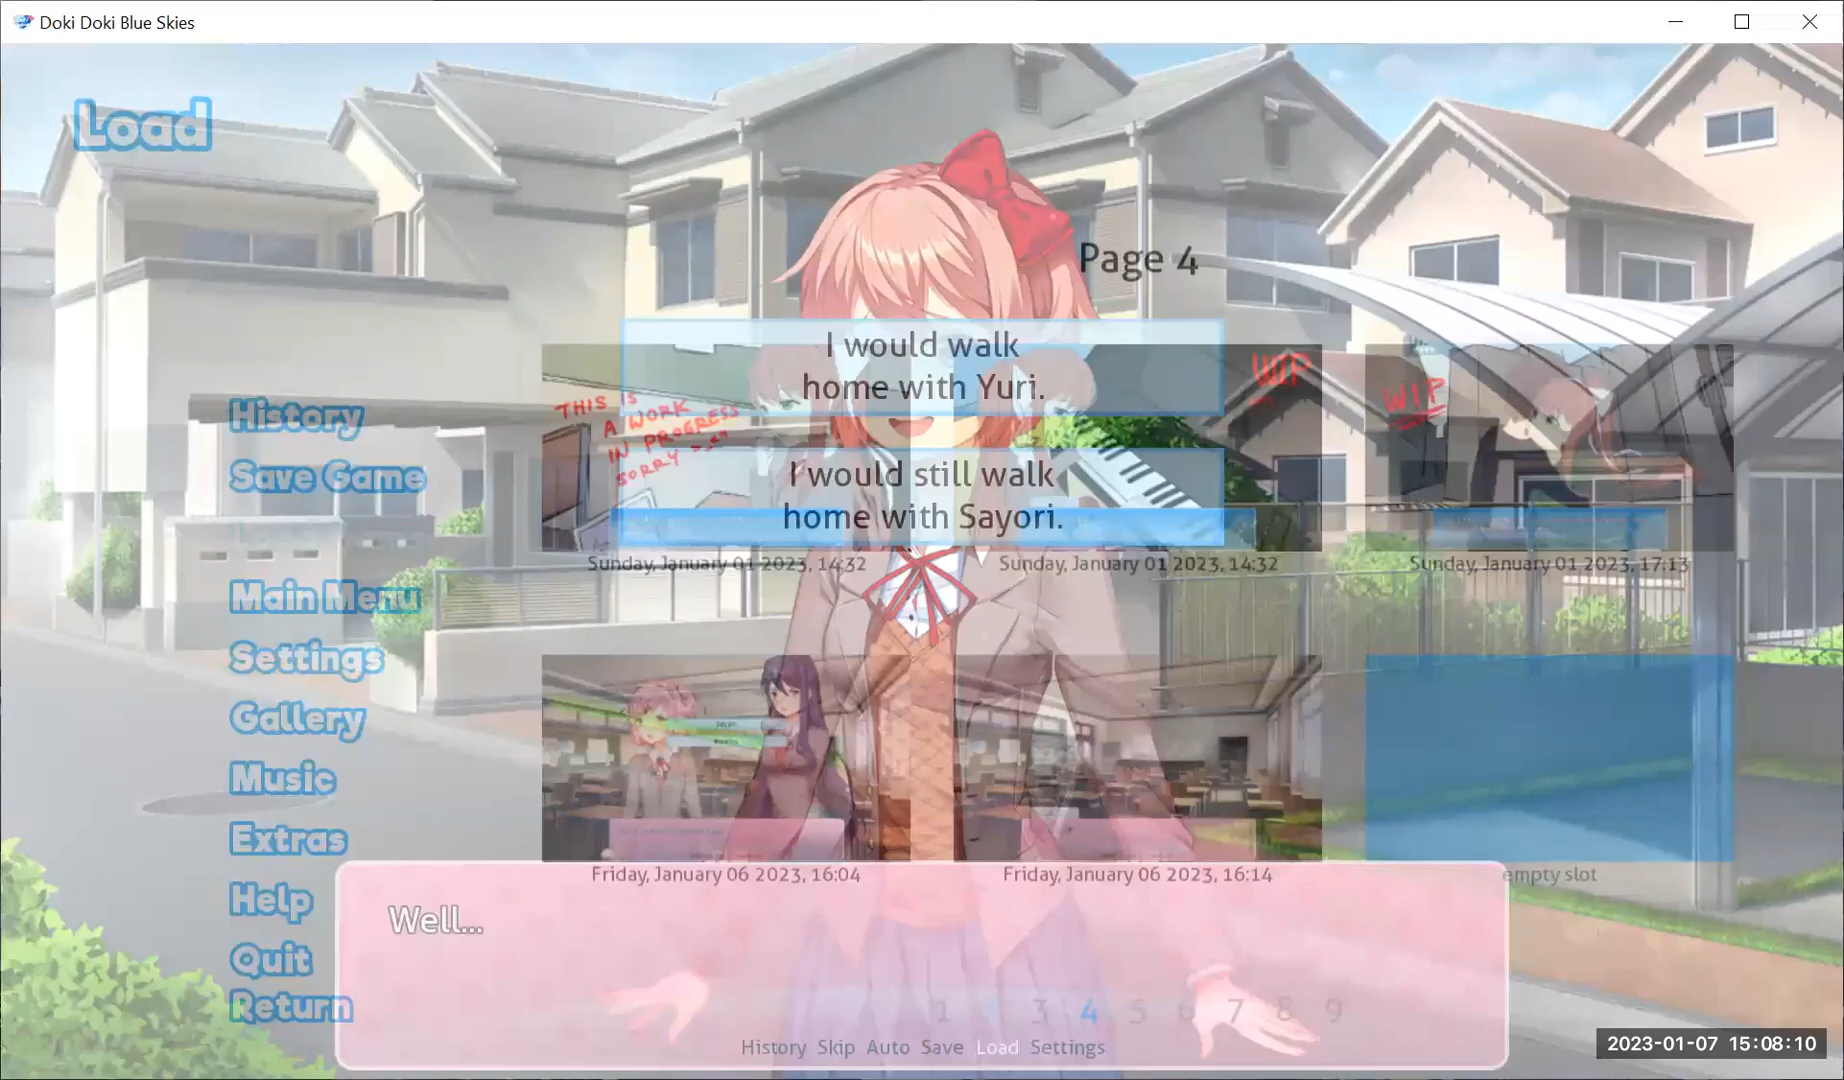 Doki Doki Blue Skies
Load
Page 4
I would walk
home with Yuri.
I would still walk
home with Sayori.
THIS IS
A WORK
IN PROGRESS
SORRY >_<"
WIP
WIP
Sunday, January 01 2023, 14:32
Sunday, January 01 2023, 14:32
Sunday, January 01 2023, 17:13
History
Save Game
Main Menu
Settings
Gallery
Music
Extras
Help
Quit
Return
Friday, January 06 2023, 16:04
Friday, January 06 2023, 16:14
empty slot
Well...
1 3 4 5 6 7 8 9
History Skip Auto Save Load Settings
2023-01-07 15:08:10